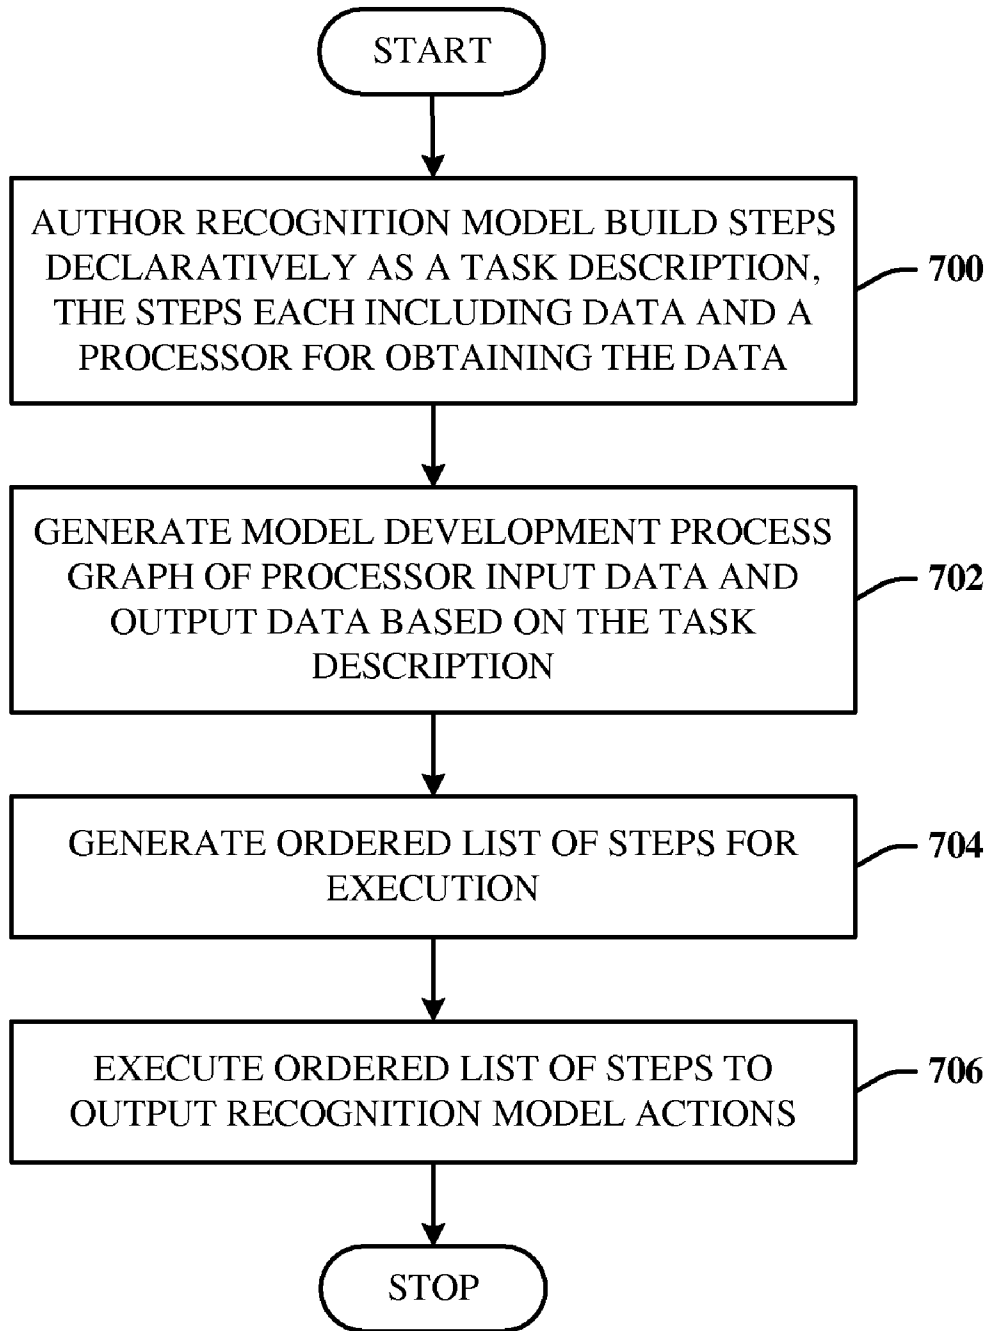 START
AUTHOR RECOGNITION MODEL BUILD STEPS
DECLARATIVELY AS A TASK DESCRIPTION,
THE STEPS EACH INCLUDING DATA AND A
PROCESSOR FOR OBTAINING THE DATA
700
GENERATE MODEL DEVELOPMENT PROCESS
GRAPH OF PROCESSOR INPUT DATA AND
OUTPUT DATA BASED ON THE TASK
DESCRIPTION
702
GENERATE ORDERED LIST OF STEPS FOR
EXECUTION
704
EXECUTE ORDERED LIST OF STEPS TO
OUTPUT RECOGNITION MODEL ACTIONS
706
STOP